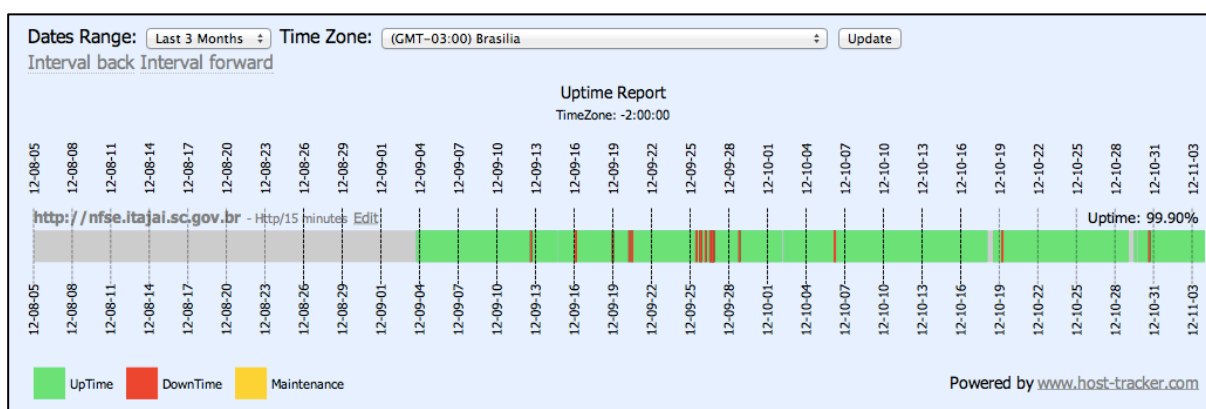 Dates Range: Last 3 Months Time Zone: (GMT-03:00) Brasilia Update
Interval back Interval forward
Uptime Report
TimeZone: -2:00:00
12-08-05 12-08-08 12-08-11 12-08-14 12-08-17 12-08-20 12-08-23 12-08-26 12-08-29 12-09-01 12-09-04 12-09-07 12-09-10 12-09-13 12-09-16 12-09-19 12-09-22 12-09-25 12-09-28 12-10-01 12-10-04 12-10-07 12-10-10 12-10-13 12-10-16 12-10-19 12-10-22 12-10-25 12-10-28 12-10-31 12-11-03
http://nfse.itajai.sc.gov.br - Http/15 minutes Edit Uptime: 99.90%
12-08-05 12-08-08 12-08-11 12-08-14 12-08-17 12-08-20 12-08-23 12-08-26 12-08-29 12-09-01 12-09-04 12-09-07 12-09-10 12-09-13 12-09-16 12-09-19 12-09-22 12-09-25 12-09-28 12-10-01 12-10-04 12-10-07 12-10-10 12-10-13 12-10-16 12-10-19 12-10-22 12-10-25 12-10-28 12-10-31 12-11-03
UpTime DownTime Maintenance Powered by www.host-tracker.com